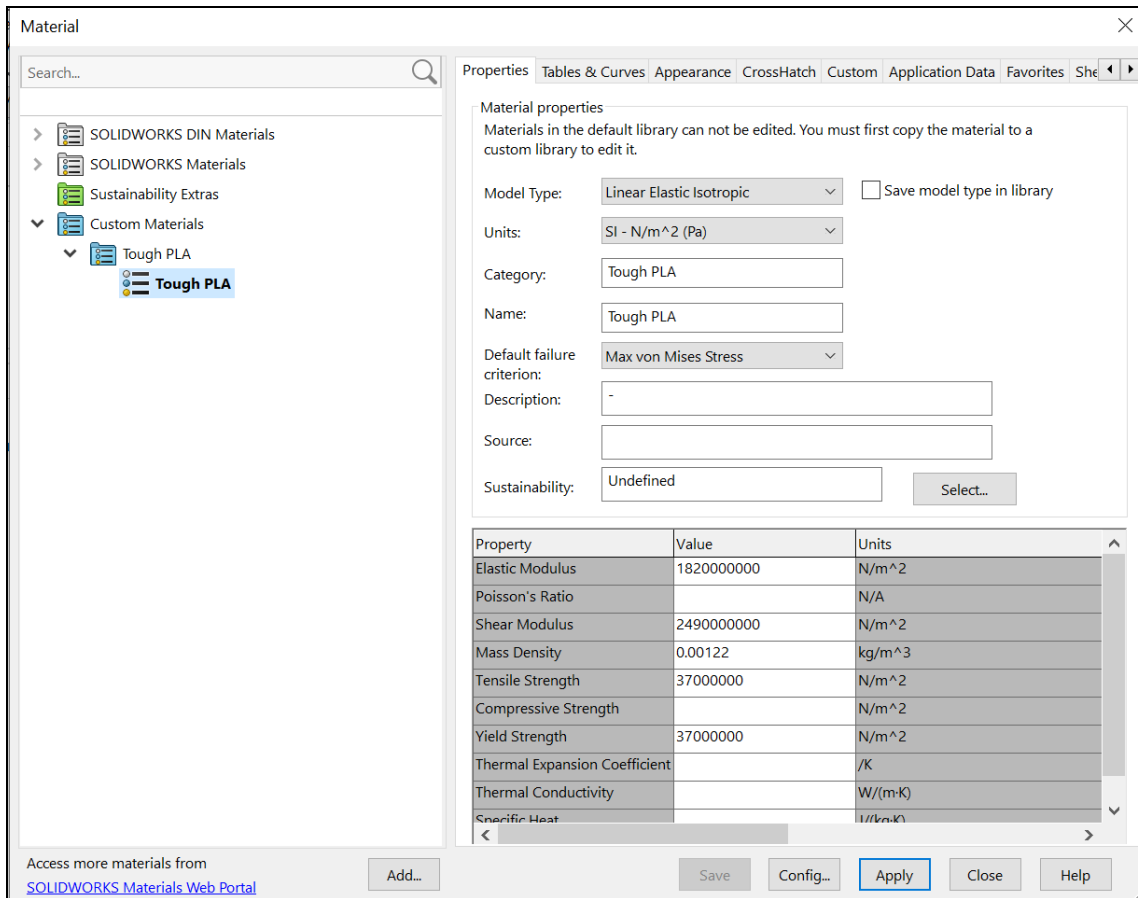 Material
Search...
SOLIDWORKS DIN Materials
SOLIDWORKS Materials
Sustainability Extras
Custom Materials
Tough PLA
Tough PLA
Access more materials from
SOLIDWORKS Materials Web Portal
Add...
Properties Tables & Curves Appearance CrossHatch Custom Application Data Favorites She
Material properties
Materials in the default library can not be edited. You must first copy the material to a
custom library to edit it.
Model Type: Linear Elastic Isotropic Save model type in library
Units: SI - N/m^2 (Pa)
Category: Tough PLA
Name: Tough PLA
Default failure
criterion: Max von Mises Stress
Description: -
Source:
Sustainability: Undefined Select...
Property Value Units
Elastic Modulus 1820000000 N/m^2
Poisson's Ratio N/A
Shear Modulus 2490000000 N/m^2
Mass Density 0.00122 kg/m^3
Tensile Strength 37000000 N/m^2
Compressive Strength N/m^2
Yield Strength 37000000 N/m^2
Thermal Expansion Coefficient /K
Thermal Conductivity W/(m·K)
Specific Heat J/(kg·K)
Save Config... Apply Close Help